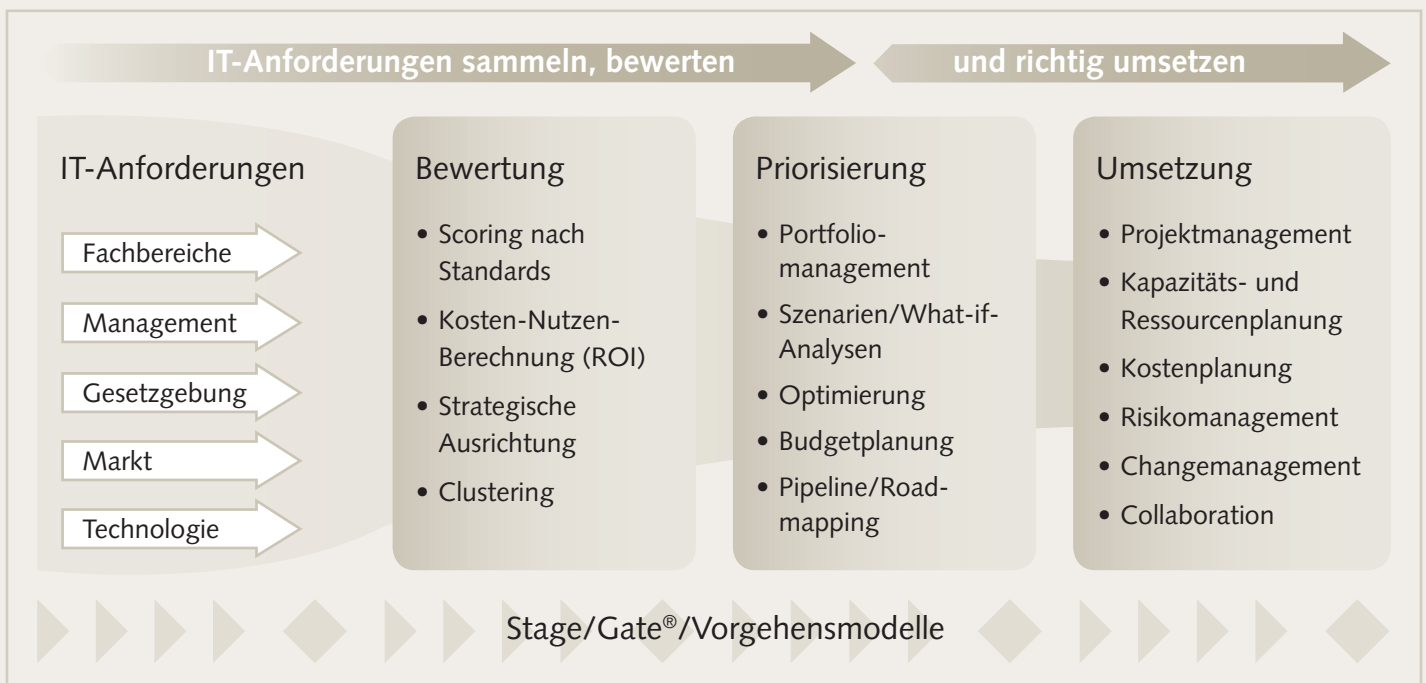 IT-Anforderungen sammeln, bewerten
und richtig umsetzen
IT-Anforderungen
Fachbereiche
Management
Gesetzgebung
Markt
Technologie
Bewertung
• Scoring nach
Standards
• Kosten-Nutzen-
Berechnung (ROI)
• Strategische
Ausrichtung
• Clustering
Priorisierung
• Portfolio-
management
• Szenarien/What-if-
Analysen
• Optimierung
• Budgetplanung
• Pipeline/Road-
mapping
Umsetzung
• Projektmanagement
• Kapazitäts- und
Ressourcenplanung
• Kostenplanung
• Risikomanagement
• Changemanagement
• Collaboration
Stage/Gate®/Vorgehensmodelle